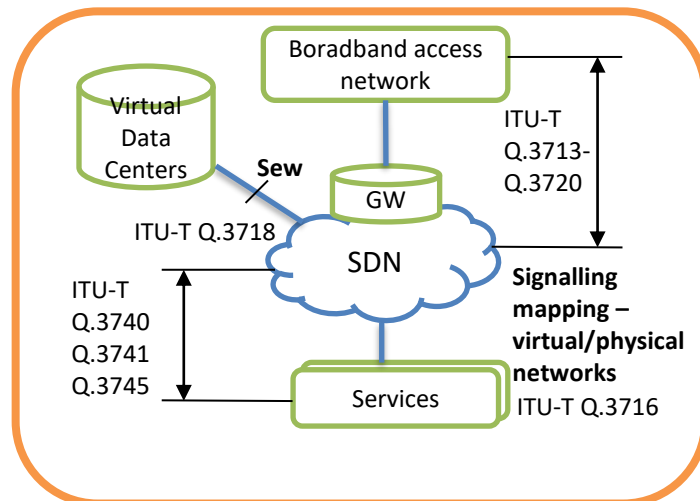 Boradband access
network
Virtual
Data
Centers
ITU-T
Q.3713-
Q.3720
Sew
GW
ITU-T Q.3718
SDN
ITU-T
Q.3740
Q.3741
Q.3745
Signalling
mapping –
virtual/physical
networks
Services
ITU-T Q.3716